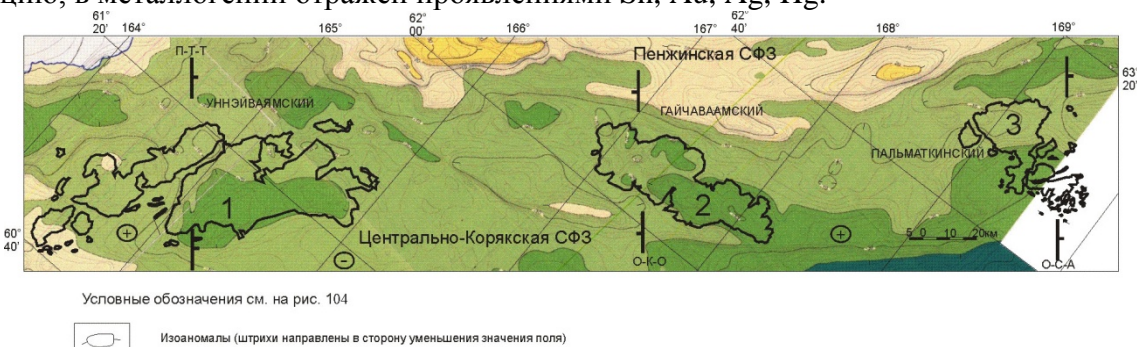 цию, в металлогении отражен проявлениями Sn, Au, Ag, Hg.
61° 20'
164°
165°
62° 00'
166°
167°
62° 40'
168°
169°
63° 20'
П-Т-Т
Пенжинская СФЗ
УННЭЙВАЯМСКИЙ
ГАЙЧАВААМСКИЙ
ПАЛЬМАТКИНСКИЙ
1
2
3
60° 40'
Центрально-Корякская СФЗ
5 0 10 20км
О-К-О
О-С-А
Условные обозначения см. на рис. 104
Изоаномалы (штрихи направлены в сторону уменьшения значения поля)